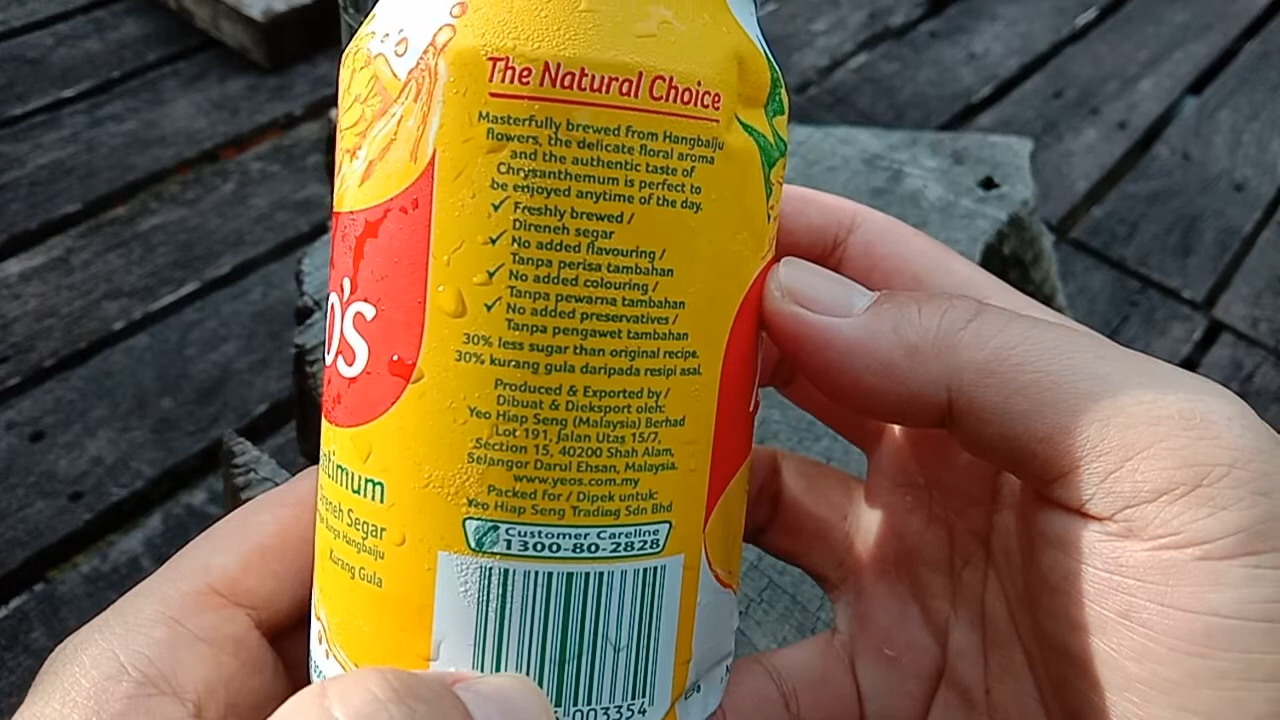 The Natural Choice
Masterfully brewed from Hangbaiju
flowers, the delicate floral aroma
and the authentic taste of
Chrysanthemum is perfect to
be enjoyed anytime of the day.
✓ Freshly brewed /
Direneh segar
✓ No added flavouring /
Tanpa perisa tambahan
✓ No added colouring /
Tanpa pewarna tambahan
✓ No added preservatives /
Tanpa pengawet tambahan
30% less sugar than original recipe.
30% kurang gula daripada resipi asal.
Produced & Exported by /
Dibuat & Dieksport oleh:
Yeo Hiap Seng (Malaysia) Berhad
Lot 191, Jalan Utas 15/7,
Section 15, 40200 Shah Alam,
Selangor Darul Ehsan, Malaysia.
www.yeos.com.my
Packed for / Dipek untuk:
Yeo Hiap Seng Trading Sdn Bhd
Customer Careline
1300-80-2828
003354
o's
ntimum
Direneh Segar
Bunga Hangbaiju
Kurang Gula